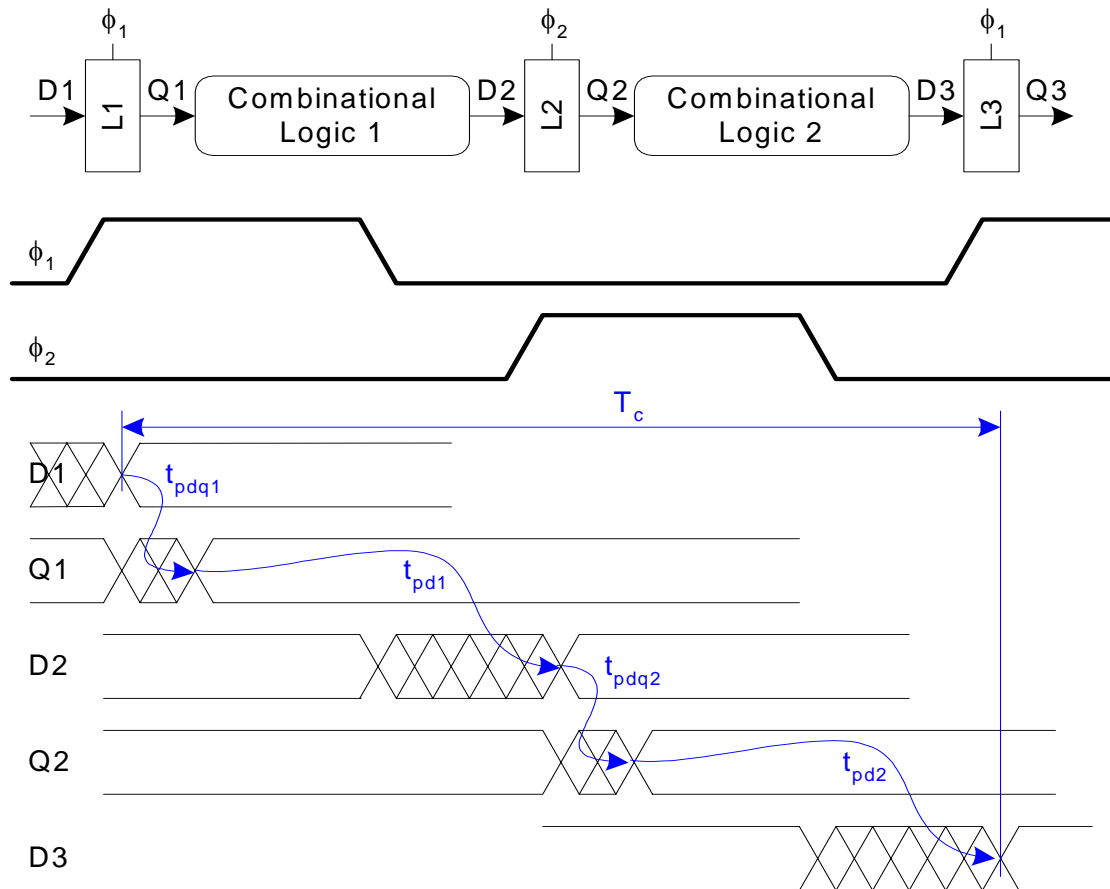 ϕ1 ϕ2 ϕ1
D1 L1 Q1 Combinational Logic 1 D2 L2 Q2 Combinational Logic 2 D3 L3 Q3
ϕ1
ϕ2
Tc
D1 tpdq1
Q1 tpd1
D2 tpdq2
Q2 tpd2
D3